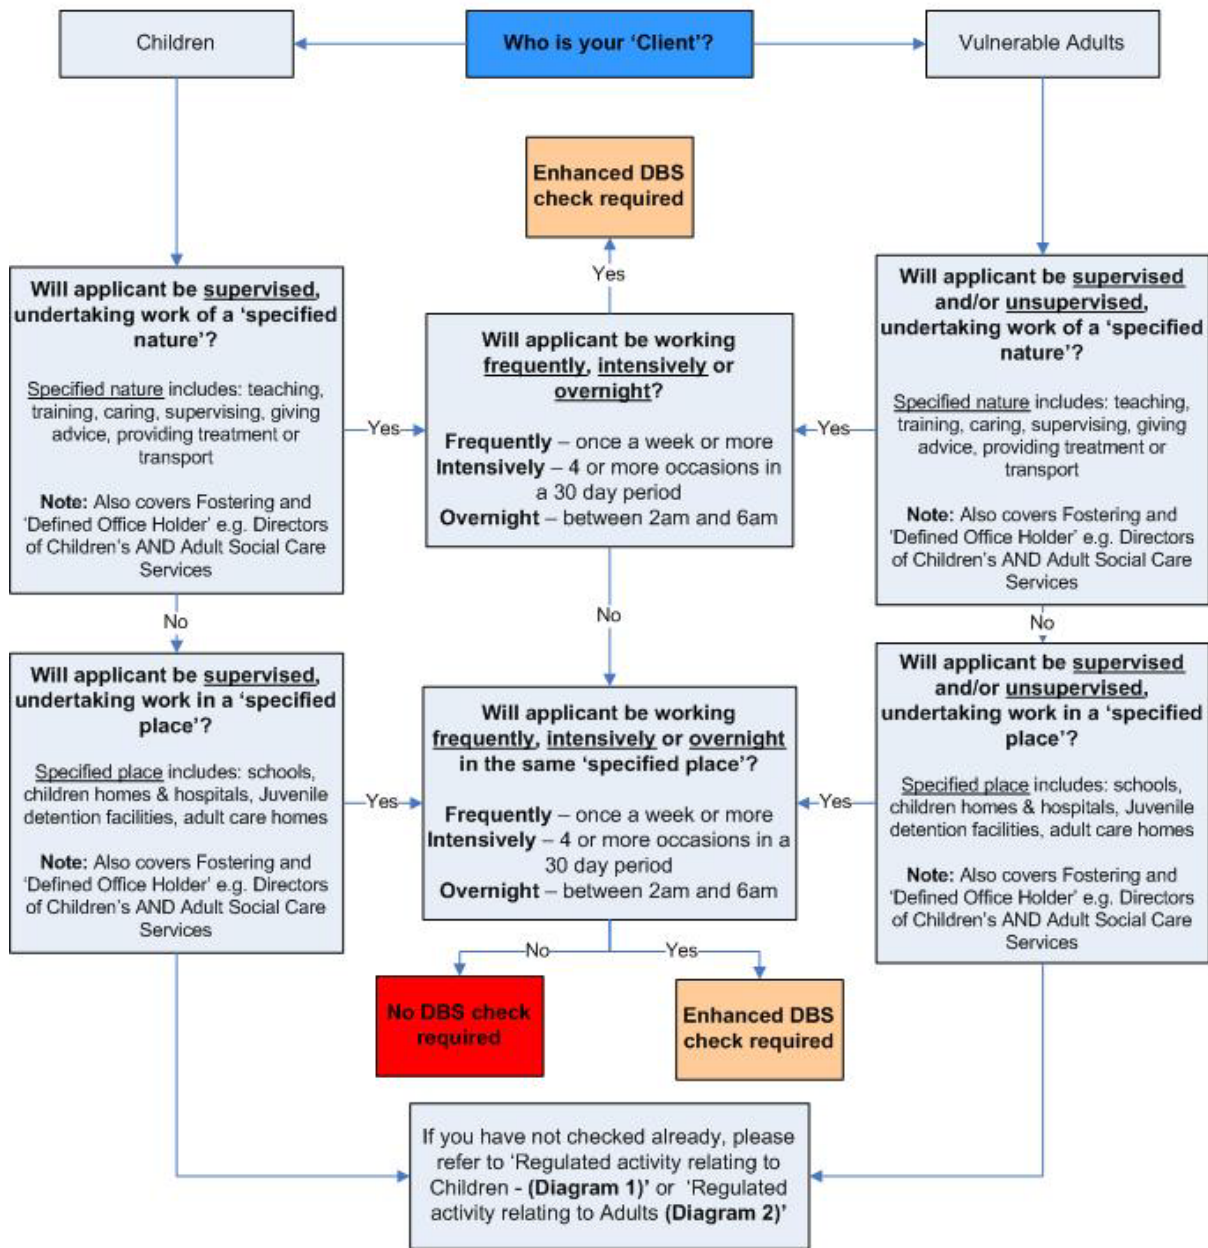 Children
Who is your ‘Client’?
Vulnerable Adults
Enhanced DBS
check required
Yes
Will applicant be supervised,
undertaking work of a ‘specified
nature’?
Specified nature includes: teaching,
training, caring, supervising, giving
advice, providing treatment or
transport
Note: Also covers Fostering and
‘Defined Office Holder’ e.g. Directors
of Children’s AND Adult Social Care
Services
Yes
Will applicant be working
frequently, intensively or
overnight?
Frequently – once a week or more
Intensively – 4 or more occasions in
a 30 day period
Overnight – between 2am and 6am
Yes
Will applicant be supervised
and/or unsupervised,
undertaking work of a ‘specified
nature’?
Specified nature includes: teaching,
training, caring, supervising, giving
advice, providing treatment or
transport
Note: Also covers Fostering and
‘Defined Office Holder’ e.g. Directors
of Children’s AND Adult Social Care
Services
No
No
No
Will applicant be supervised,
undertaking work in a ‘specified
place’?
Specified place includes: schools,
children homes & hospitals, Juvenile
detention facilities, adult care homes
Note: Also covers Fostering and
‘Defined Office Holder’ e.g. Directors
of Children’s AND Adult Social Care
Services
Yes
Will applicant be working
frequently, intensively or overnight
in the same ‘specified place’?
Frequently – once a week or more
Intensively – 4 or more occasions in a
30 day period
Overnight – between 2am and 6am
Yes
Will applicant be supervised
and/or unsupervised,
undertaking work in a ‘specified
place’?
Specified place includes: schools,
children homes & hospitals, Juvenile
detention facilities, adult care homes
Note: Also covers Fostering and
‘Defined Office Holder’ e.g. Directors
of Children’s AND Adult Social Care
Services
No
Yes
No DBS check
required
Enhanced DBS
check required
If you have not checked already, please
refer to ‘Regulated activity relating to
Children - (Diagram 1)’ or ‘Regulated
activity relating to Adults (Diagram 2)’